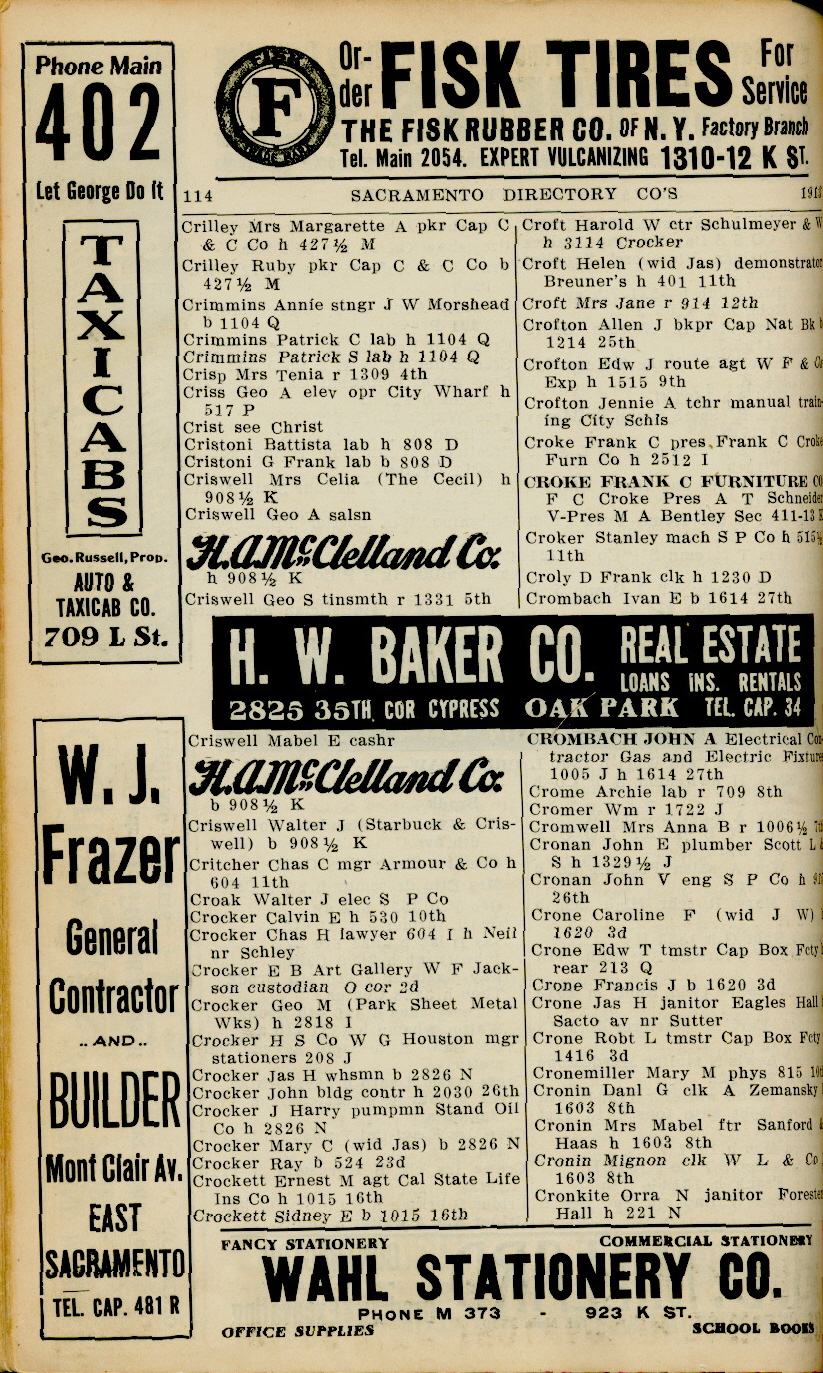 Phone Main
402
Let George Do It
TAXICABS
Geo. Russell, Prop.
AUTO &
TAXICAB CO.
709 L St.
FISK
F
Or-
der
FISK TIRES
For
Service
THE FISK RUBBER CO. OF N. Y. Factory Branch
Tel. Main 2054. EXPERT VULCANIZING 1310-12 K ST.
114 SACRAMENTO DIRECTORY CO'S
Crilley Mrs Margarette A pkr Cap C
& C Co h 427½ M
Crilley Ruby pkr Cap C & C Co b
427½ M
Crimmins Annie stngr J W Morshead
b 1104 Q
Crimmins Patrick C lab h 1104 Q
Crimmins Patrick S lab h 1104 Q
Crisp Mrs Tenia r 1309 4th
Criss Geo A elev opr City Wharf h
517 P
Crist see Christ
Cristoni Battista lab h 808 D
Cristoni G Frank lab b 808 D
Criswell Mrs Celia (The Cecil) h
908½ K
Criswell Geo A salsn
H.A. McClelland Co.
h 908½ K
Criswell Geo S tinsmth r 1331 5th
Croft Harold W ctr Schulmeyer &
h 3114 Crocker
Croft Helen (wid Jas) demonstrator
Breuner's h 401 11th
Croft Mrs Jane r 914 12th
Crofton Allen J bkpr Cap Nat Bk
1214 25th
Crofton Edw J route agt W F &
Exp h 1515 9th
Crofton Jennie A tchr manual train-
ing City Schls
Croke Frank C pres Frank C Croke
Furn Co h 2512 I
CROKE FRANK C FURNITURE CO
F C Croke Pres A T Schneider
V-Pres M A Bentley Sec 411-13
Croker Stanley mach S P Co h 515½
11th
Croly D Frank clk h 1230 D
Crombach Ivan E b 1614 27th
H. W. BAKER CO. REAL ESTATE
LOANS INS. RENTALS
2825 35TH, COR CYPRESS OAK PARK TEL. CAP. 34
W. J.
Frazer
General
Contractor
.. AND ..
BUILDER
Mont Clair Av.
EAST
SACRAMENTO
TEL. CAP. 481 R
Criswell Mabel E cashr
H.A. McClelland Co.
b 908½ K
Criswell Walter J (Starbuck & Cris-
well) b 908½ K
Critcher Chas C mgr Armour & Co h
604 11th
Croak Walter J elec S P Co
Crocker Calvin E h 530 10th
Crocker Chas H lawyer 604 I h Neil
nr Schley
Crocker E B Art Gallery W F Jack-
son custodian O cor 2d
Crocker Geo M (Park Sheet Metal
Wks) h 2818 I
Crocker H S Co W G Houston mgr
stationers 208 J
Crocker Jas H whsmn b 2826 N
Crocker John bldg contr h 2030 26th
Crocker J Harry pumpmn Stand Oil
Co h 2826 N
Crocker Mary C (wid Jas) b 2826 N
Crocker Ray b 524 23d
Crockett Ernest M agt Cal State Life
Ins Co h 1015 16th
Crockett Sidney E b 1015 16th
CROMBACH JOHN A Electrical Con-
tractor Gas and Electric Fixture
1005 J h 1614 27th
Crome Archie lab r 709 8th
Cromer Wm r 1722 J
Cromwell Mrs Anna B r 1006½ 7th
Cronan John E plumber Scott L
S h 1329½ J
Cronan John V eng S P Co h
26th
Crone Caroline F (wid J W)
1620 3d
Crone Edw T tmstr Cap Box Fcty
rear 213 Q
Crone Francis J b 1620 3d
Crone Jas H janitor Eagles Hall
Sacto av nr Sutter
Crone Robt L tmstr Cap Box Fcty
1416 3d
Cronemiller Mary M phys 815
Cronin Danl G clk A Zemansky
1603 8th
Cronin Mrs Mabel ftr Sanford
Haas h 1603 8th
Cronin Mignon clk W L & Co
1603 8th
Cronkite Orra N janitor Forester
Hall h 221 N
FANCY STATIONERY COMMERCIAL STATIONERY
WAHL STATIONERY CO.
PHONE M 373 - 923 K ST.
OFFICE SUPPLIES SCHOOL BOOKS